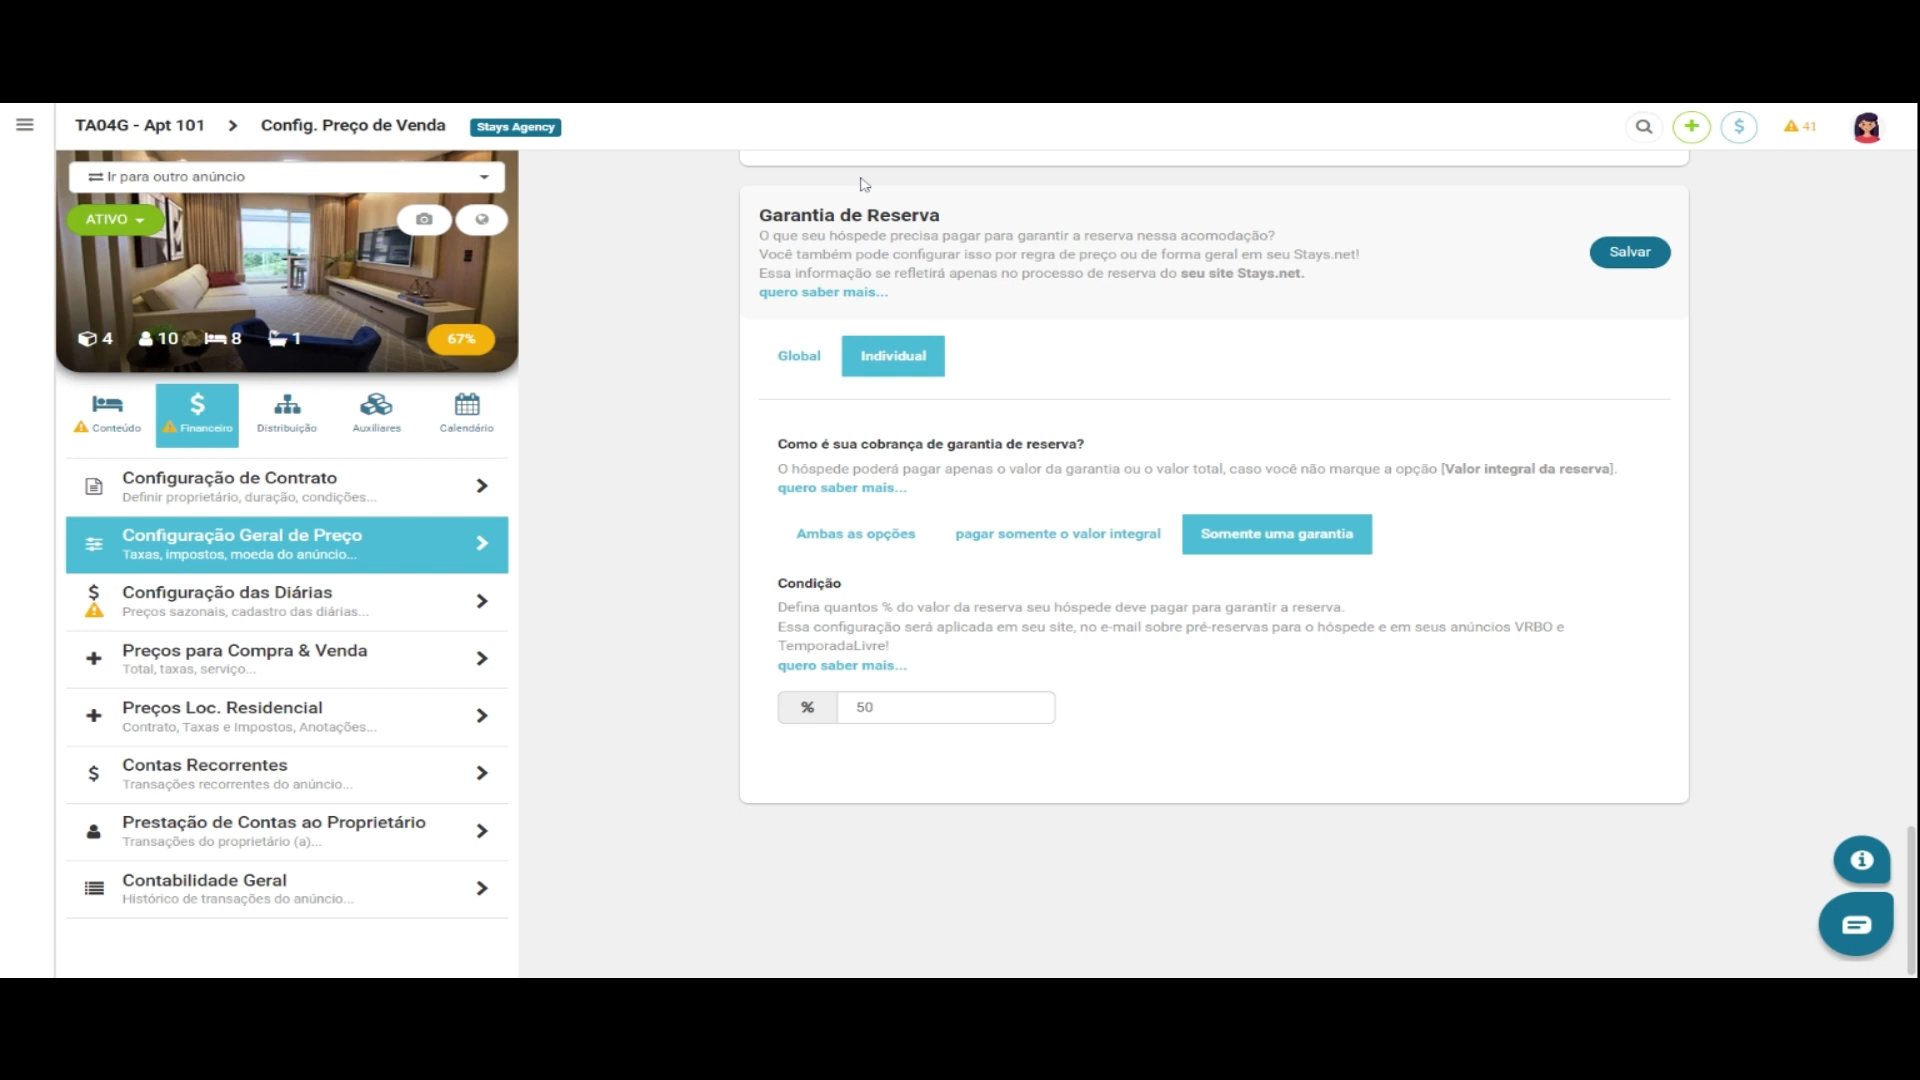 TA04G - Apt 101 > Config. Preço de Venda Stays Agency
41
Ir para outro anúncio
ATIVO
4 10 8 1
67%
Conteúdo Financeiro Distribuição Auxiliares Calendário
Configuração de Contrato
Definir proprietário, duração, condições...
Configuração Geral de Preço
Taxas, impostos, moeda do anúncio...
Configuração das Diárias
Preços sazonais, cadastro das diárias...
Preços para Compra & Venda
Total, taxas, serviço...
Preços Loc. Residencial
Contrato, Taxas e Impostos, Anotações...
Contas Recorrentes
Transações recorrentes do anúncio...
Prestação de Contas ao Proprietário
Transações do proprietário (a)...
Contabilidade Geral
Histórico de transações do anúncio...
Garantia de Reserva
O que seu hóspede precisa pagar para garantir a reserva nessa acomodação?
Você também pode configurar isso por regra de preço ou de forma geral em seu Stays.net!
Essa informação se refletirá apenas no processo de reserva do seu site Stays.net.
quero saber mais...
Salvar
Global Individual
Como é sua cobrança de garantia de reserva?
O hóspede poderá pagar apenas o valor da garantia ou o valor total, caso você não marque a opção [Valor integral da reserva].
quero saber mais...
Ambas as opções pagar somente o valor integral Somente uma garantia
Condição
Defina quantos % do valor da reserva seu hóspede deve pagar para garantir a reserva.
Essa configuração será aplicada em seu site, no e-mail sobre pré-reservas para o hóspede e em seus anúncios VRBO e
TemporadaLivre!
quero saber mais...
% 50